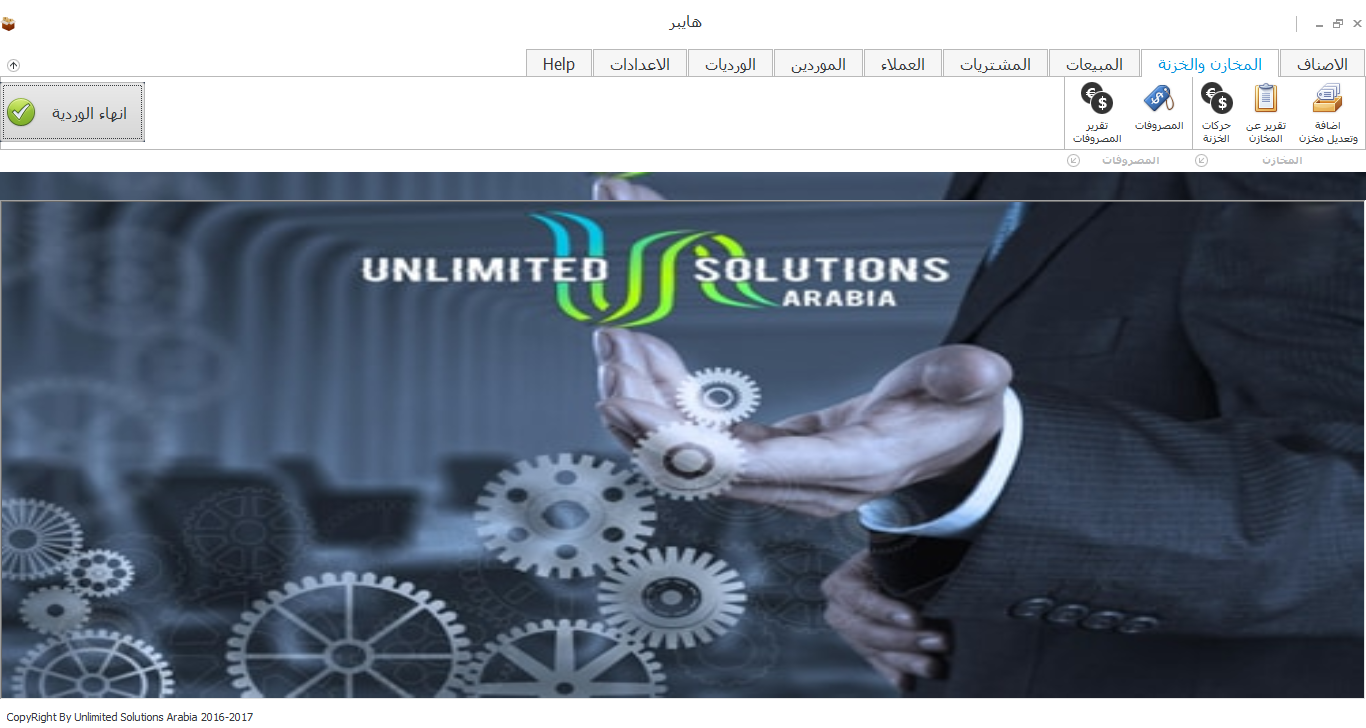 هايبر
الاصناف
المخازن والخزنة
المبيعات
المشتريات
العملاء
الموردين
الورديات
الاعدادات
Help
اضافة
وتعديل مخزن
تقرير عن
المخازن
حركات
الخزنة
المصروفات
تقرير
المصروفات
انهاء الوردية
المخازن
المصروفات
UNLIMITED SOLUTIONS
ARABIA
CopyRight By Unlimited Solutions Arabia 2016-2017